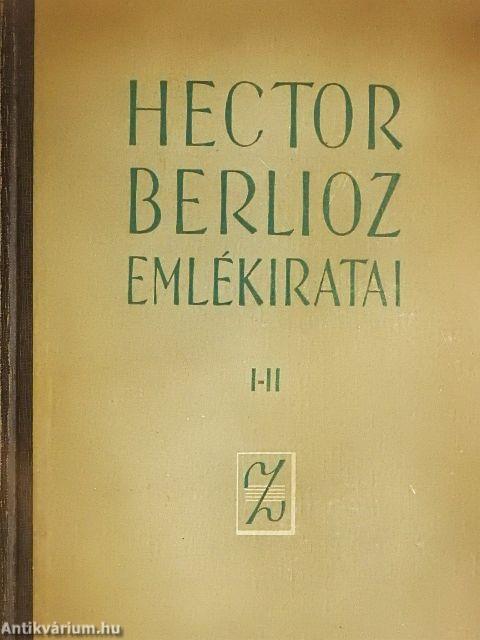 HECTOR
BERLIOZ
EMLÉKIRATAI
I-II
Z
Antikvárium.hu